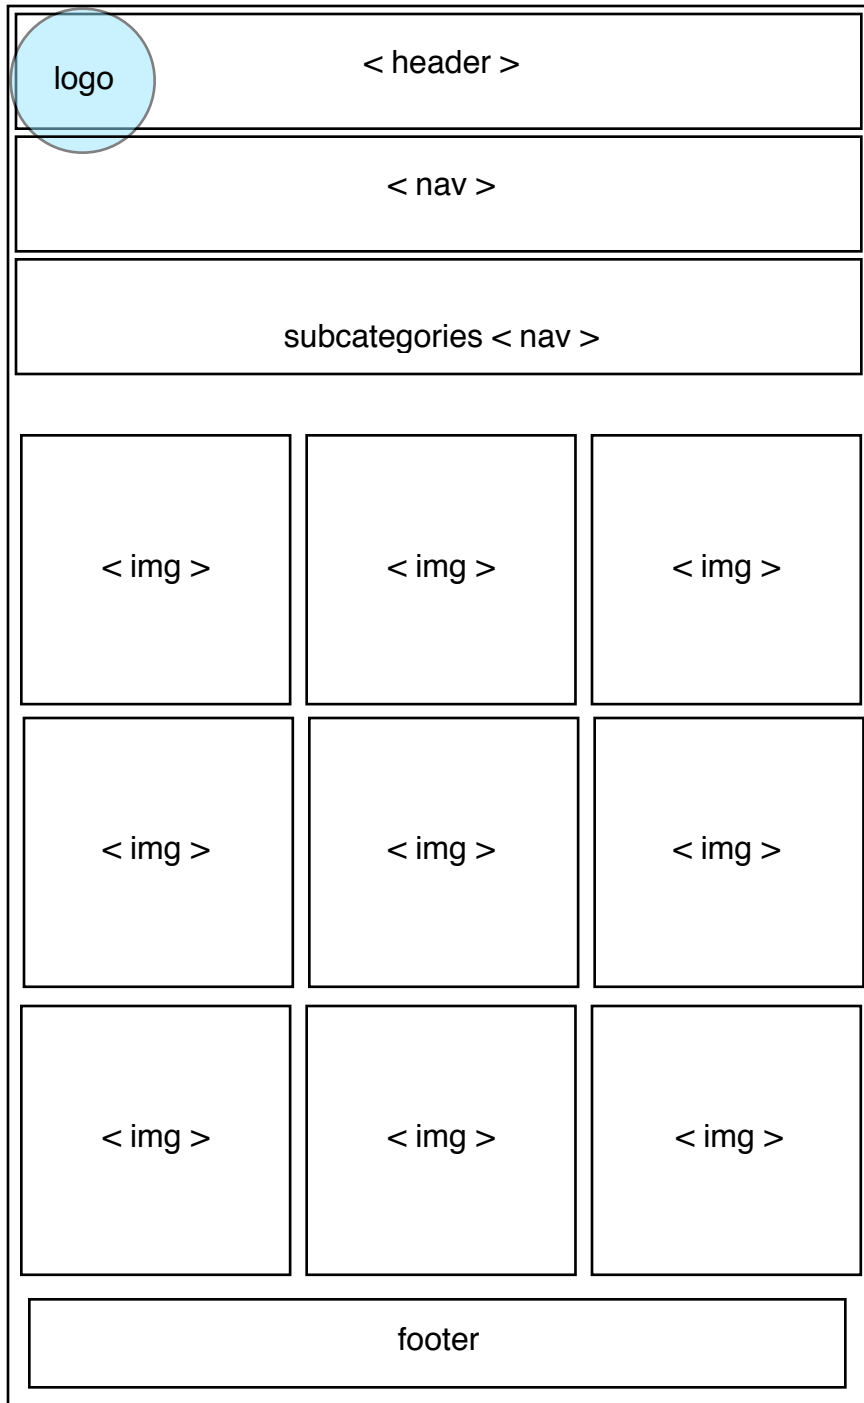 logo
< header >
< nav >
subcategories < nav >
< img > < img > < img >
< img > < img > < img >
< img > < img > < img >
footer